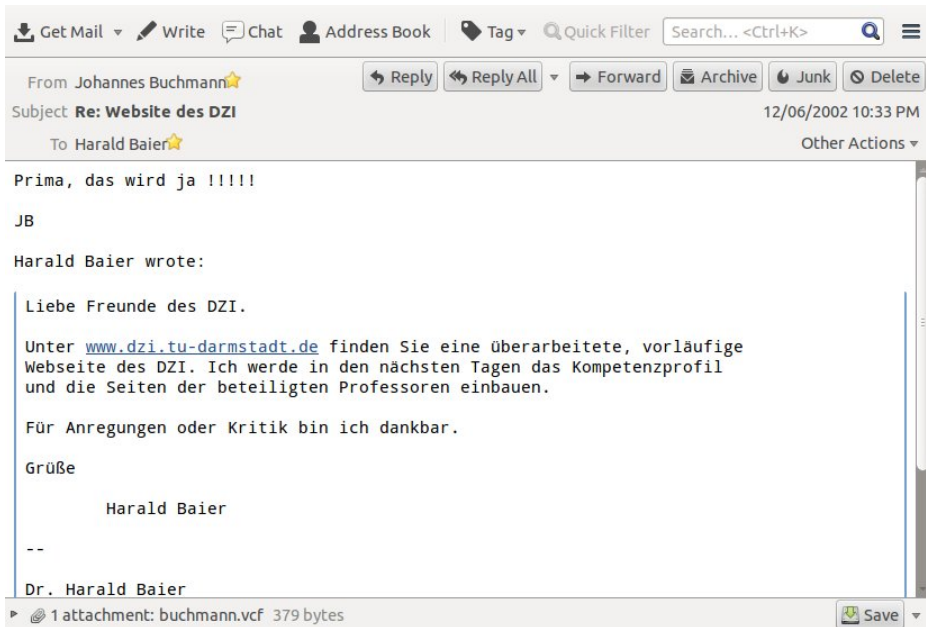 Get Mail Write Chat Address Book Tag Quick Filter Search... <Ctrl+K>
From Johannes Buchmann Reply Reply All Forward Archive Junk Delete
Subject Re: Website des DZI 12/06/2002 10:33 PM
To Harald Baier Other Actions
Prima, das wird ja !!!!!
JB
Harald Baier wrote:
Liebe Freunde des DZI.
Unter www.dzi.tu-darmstadt.de finden Sie eine überarbeitete, vorläufige
Webseite des DZI. Ich werde in den nächsten Tagen das Kompetenzprofil
und die Seiten der beteiligten Professoren einbauen.
Für Anregungen oder Kritik bin ich dankbar.
Grüße
Harald Baier
--
Dr. Harald Baier
1 attachment: buchmann.vcf 379 bytes Save